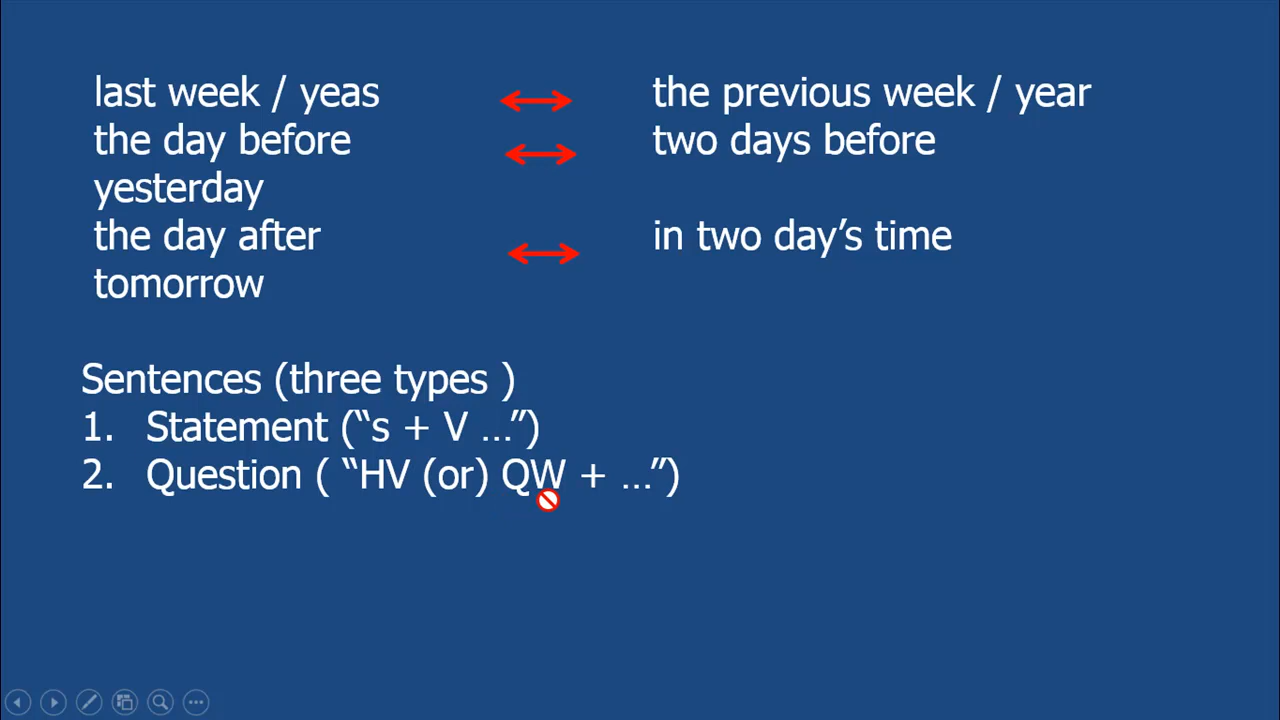 last week / yeas the previous week / year
the day before two days before
yesterday
the day after in two day’s time
tomorrow
Sentences (three types )
1. Statement (“s + V …”)
2. Question ( “HV (or) QW + …”)